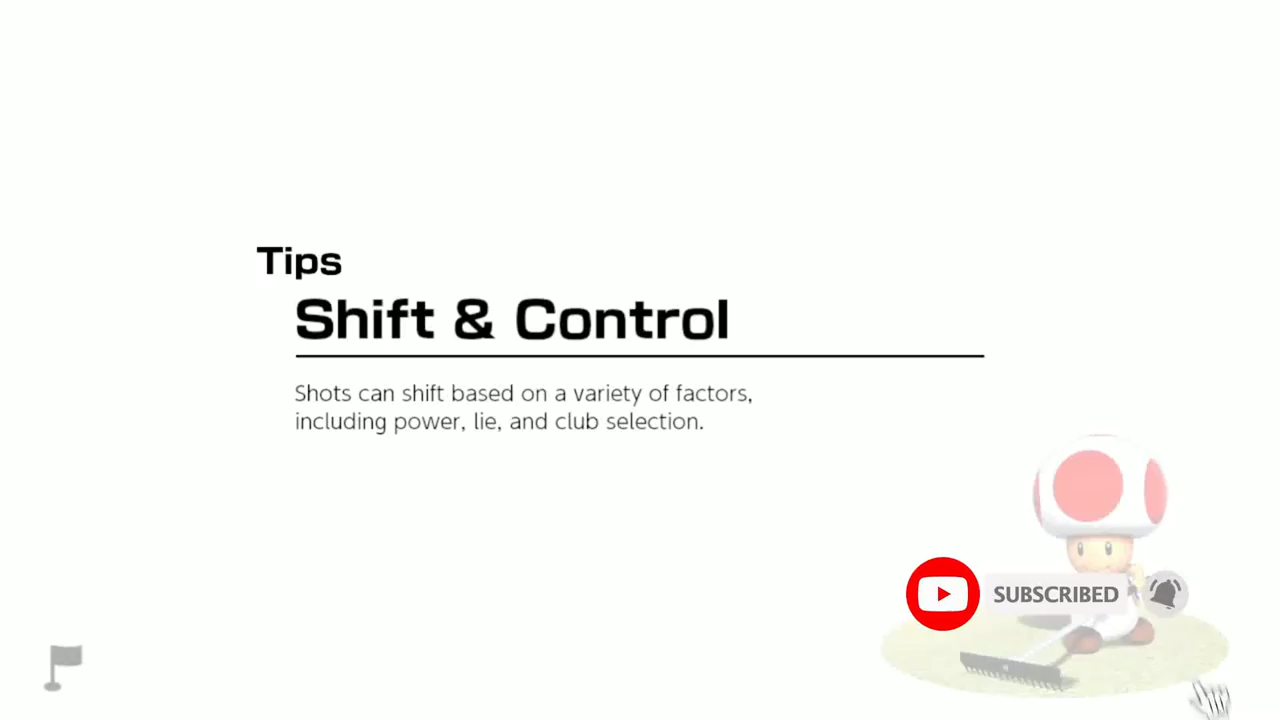 Tips
Shift & Control
Shots can shift based on a variety of factors,
including power, lie, and club selection.
SUBSCRIBED